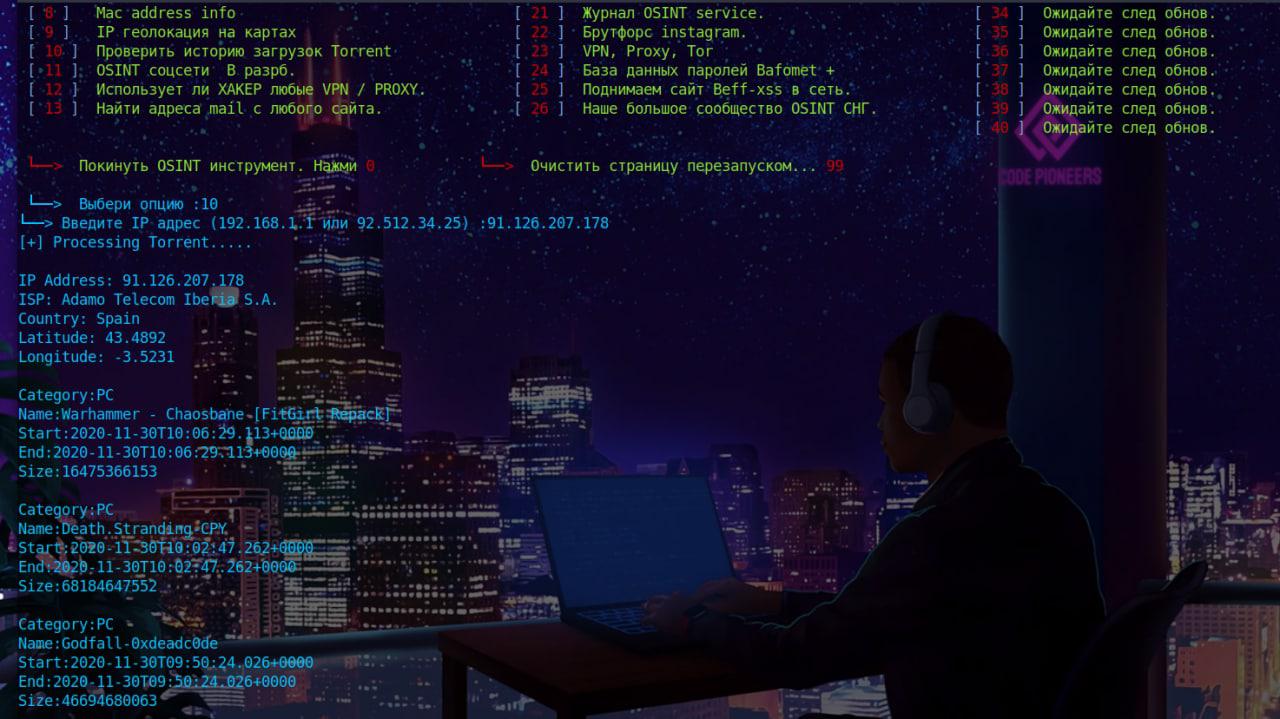 [ 8 ] Mac address info [ 21 ] Журнал OSINT service. [ 34 ] Ожидайте след обнов.
[ 9 ] IP геолокация на картах [ 22 ] Брутфорс instagram. [ 35 ] Ожидайте след обнов.
[ 10 ] Проверить историю загрузок Torrent [ 23 ] VPN, Proxy, Tor [ 36 ] Ожидайте след обнов.
[ 11 ] OSINT соцсети В разрб. [ 24 ] База данных паролей Bafomet + [ 37 ] Ожидайте след обнов.
[ 12 ] Использует ли ХАКЕР любые VPN / PROXY. [ 25 ] Поднимаем сайт Beff-xss в сеть. [ 38 ] Ожидайте след обнов.
[ 13 ] Найти адреса mail с любого сайта. [ 26 ] Наше большое сообщество OSINT СНГ. [ 39 ] Ожидайте след обнов.
[ 40 ] Ожидайте след обнов.
└──> Покинуть OSINT инструмент. Нажми 0 └──> Очистить страницу перезапуском... 99
CODE PIONEERS
└──> Выбери опцию :10
└──> Введите IP адрес (192.168.1.1 или 92.512.34.25) :91.126.207.178
[+] Processing Torrent.....
IP Address: 91.126.207.178
ISP: Adamo Telecom Iberia S.A.
Country: Spain
Latitude: 43.4892
Longitude: -3.5231
Category:PC
Name:Warhammer - Chaosbane [FitGirl Repack]
Start:2020-11-30T10:06:29.113+0000
End:2020-11-30T10:06:29.113+0000
Size:16475366153
Category:PC
Name:Death.Stranding-CPY
Start:2020-11-30T10:02:47.262+0000
End:2020-11-30T10:02:47.262+0000
Size:68184647552
Category:PC
Name:Godfall-0xdeadc0de
Start:2020-11-30T09:50:24.026+0000
End:2020-11-30T09:50:24.026+0000
Size:46694680063